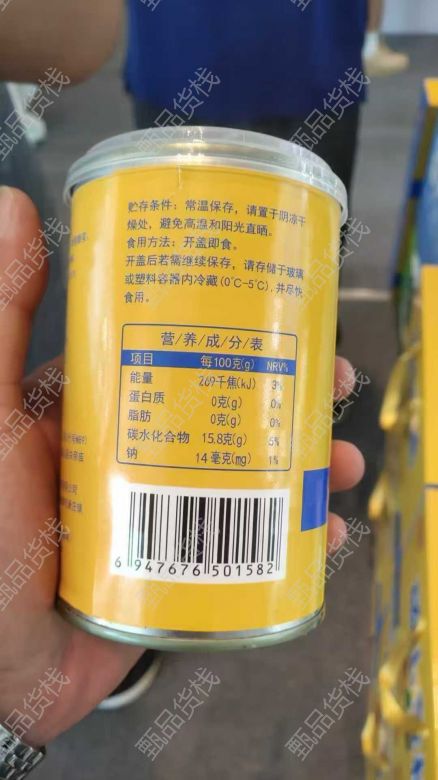 贮存条件：常温保存，请置于阴凉干
燥处，避免高温和阳光直晒。
食用方法：开盖即食。
开盖后若需继续保存，请存储于玻璃
或塑料容器内冷藏(0℃~5℃)，并尽快
食用。
营/养/成/分/表
项目 每100克(g) NRV%
能量 269千焦(kJ) 3%
蛋白质 0克(g) 0%
脂肪 0克(g) 0%
碳水化合物 15.8克(g) 5%
钠 14毫克(mg) 1%
6 947676 501582
甄品货栈